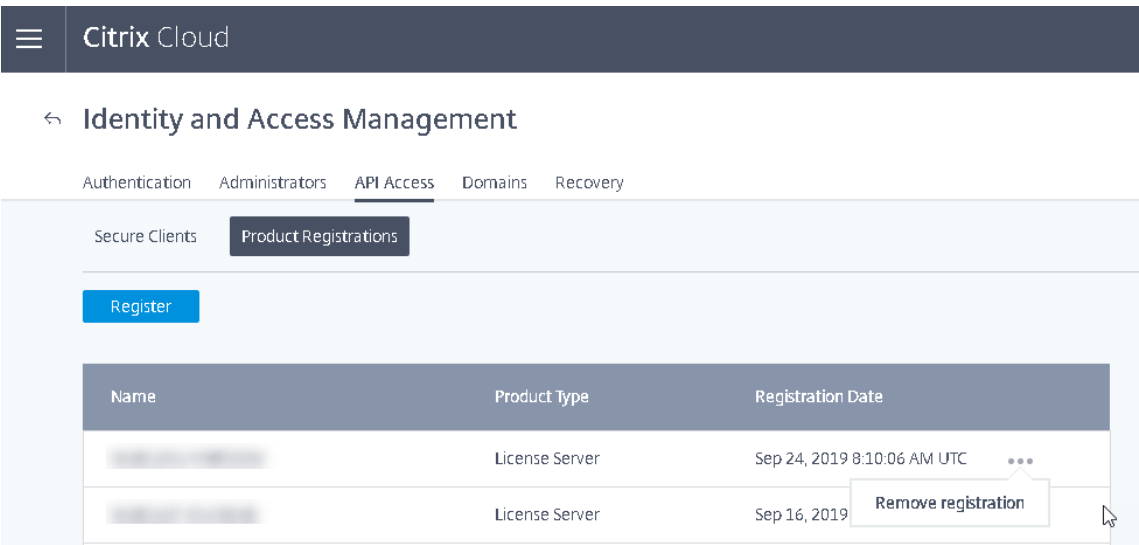 Citrix Cloud
Identity and Access Management
Authentication Administrators API Access Domains Recovery
Secure Clients Product Registrations
Register
Name Product Type Registration Date
License Server Sep 24, 2019 8:10:06 AM UTC
Remove registration
License Server Sep 16, 2019